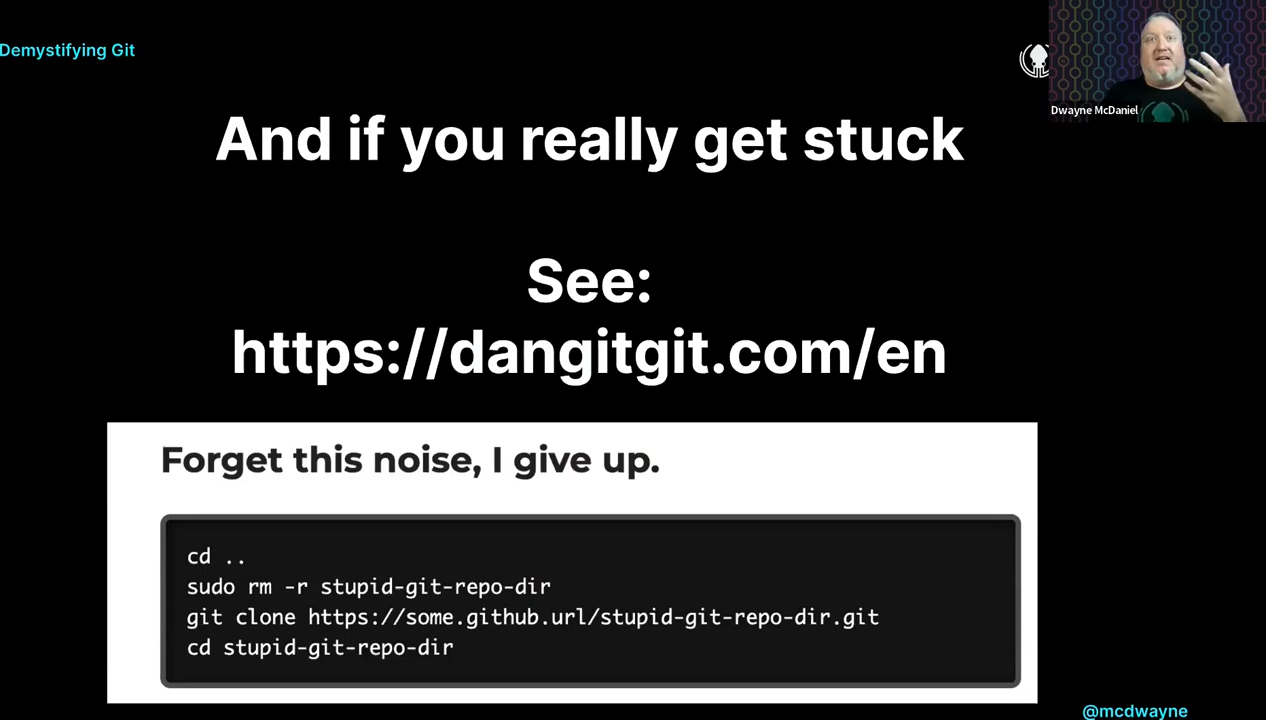 Demystifying Git
Dwayne McDaniel
And if you really get stuck
See:
https://dangitgit.com/en
Forget this noise, I give up.
cd ..
sudo rm -r stupid-git-repo-dir
git clone https://some.github.url/stupid-git-repo-dir.git
cd stupid-git-repo-dir
@mcdwayne